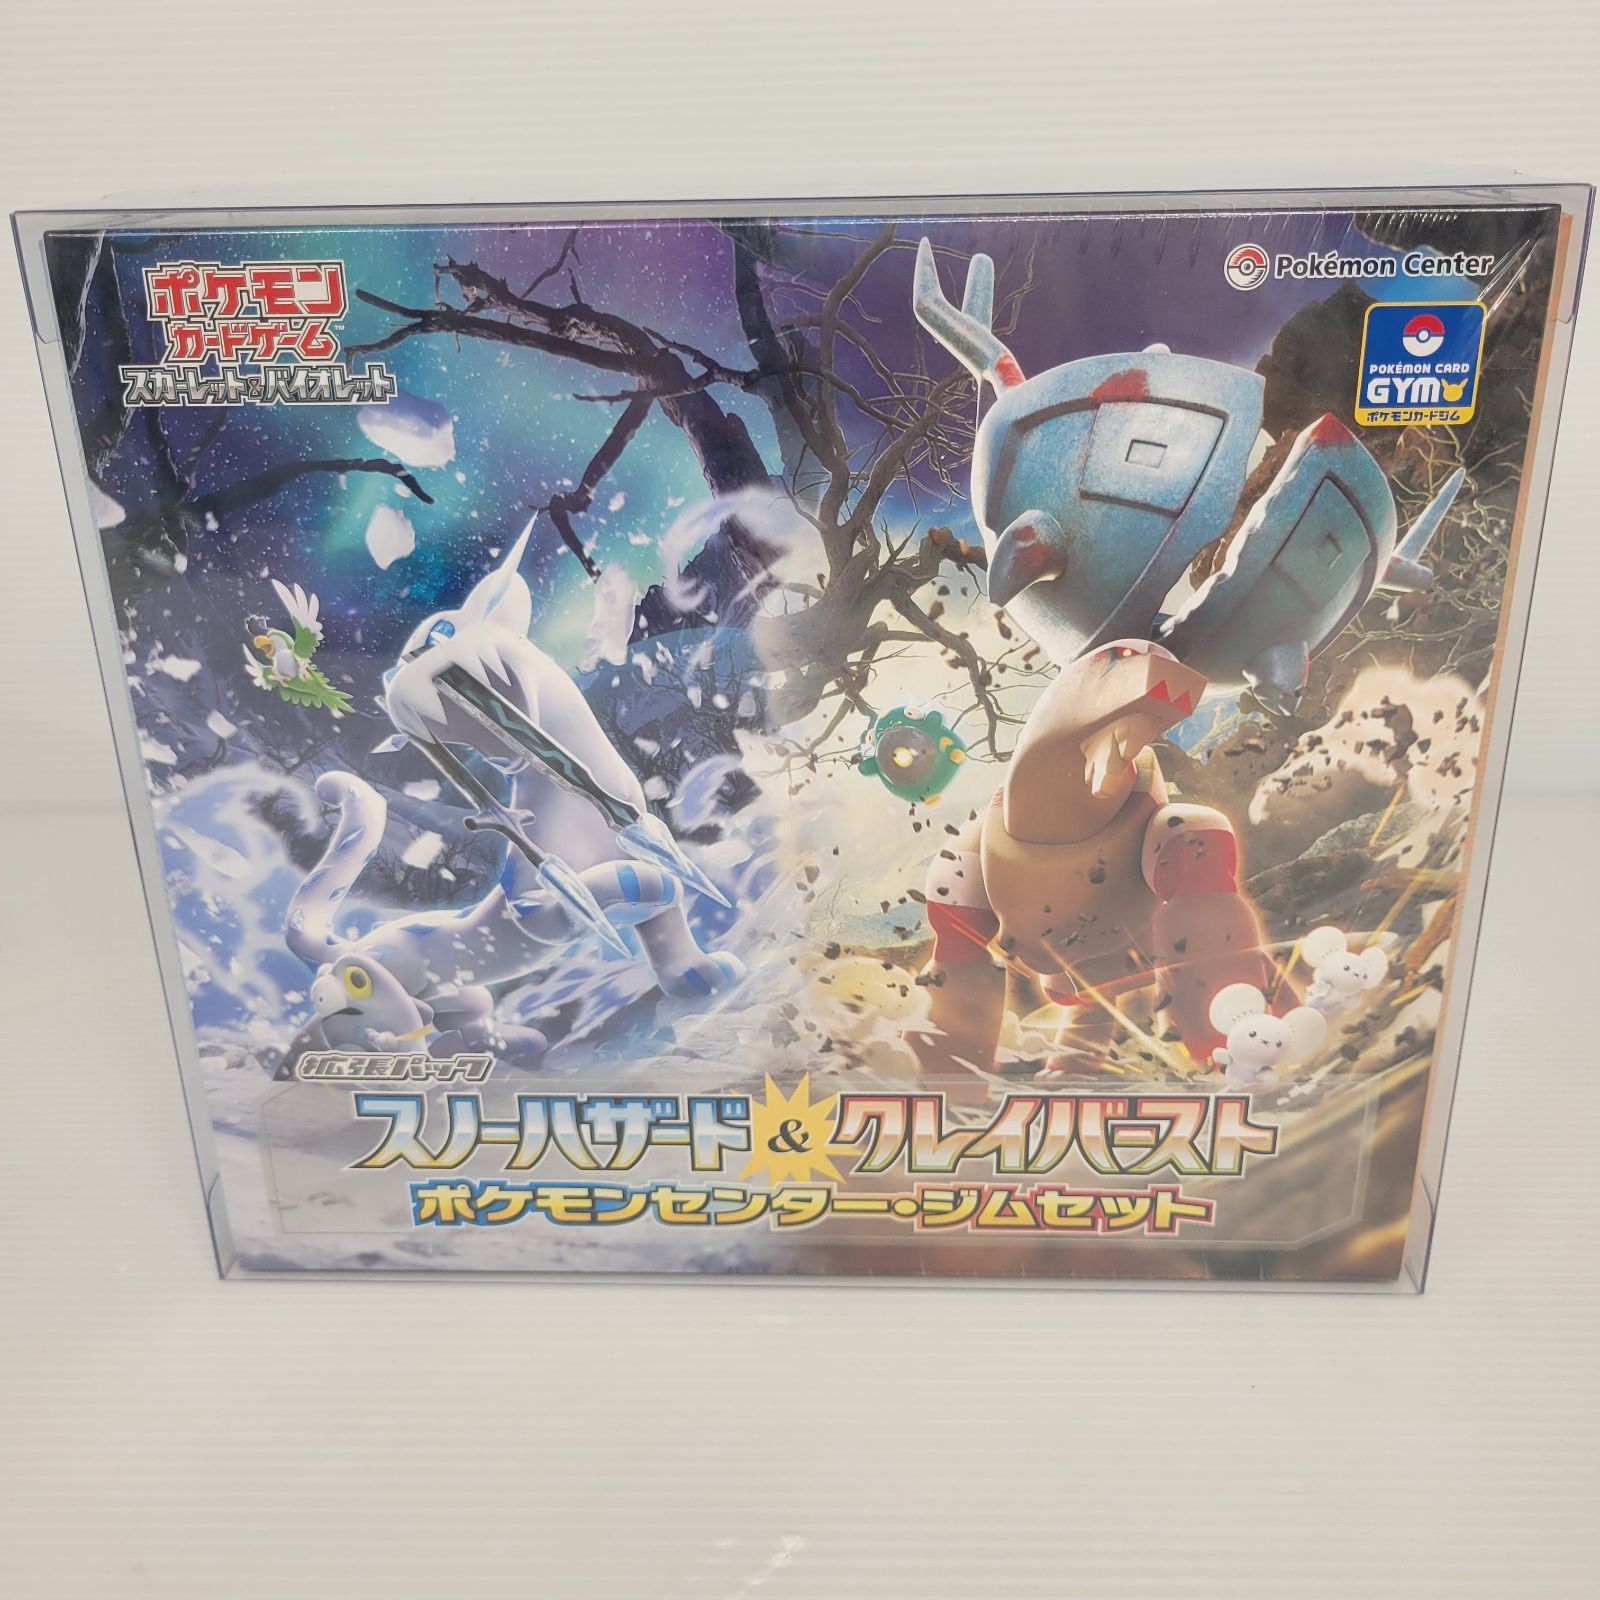 ポケモン
カードゲーム™
スカーレット&バイオレット
Pokémon Center
POKÉMON CARD
GYM
ポケモンカードジム
拡張パック
スノーハザード&クレイバースト
ポケモンセンター・ジムセット